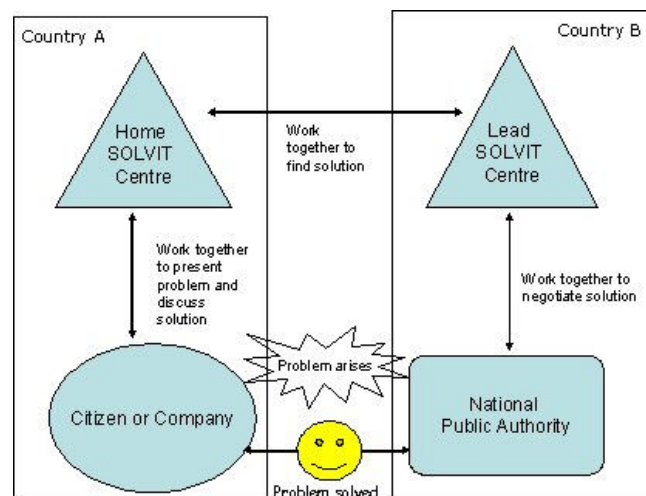 Country A
Country B
Home
SOLVIT
Centre
Work
together to
find solution
Lead
SOLVIT
Centre
Work together
to present
problem and
discuss
solution
Work together to
negotiate solution
Problem arises
Citizen or Company
National
Public Authority
Problem solved